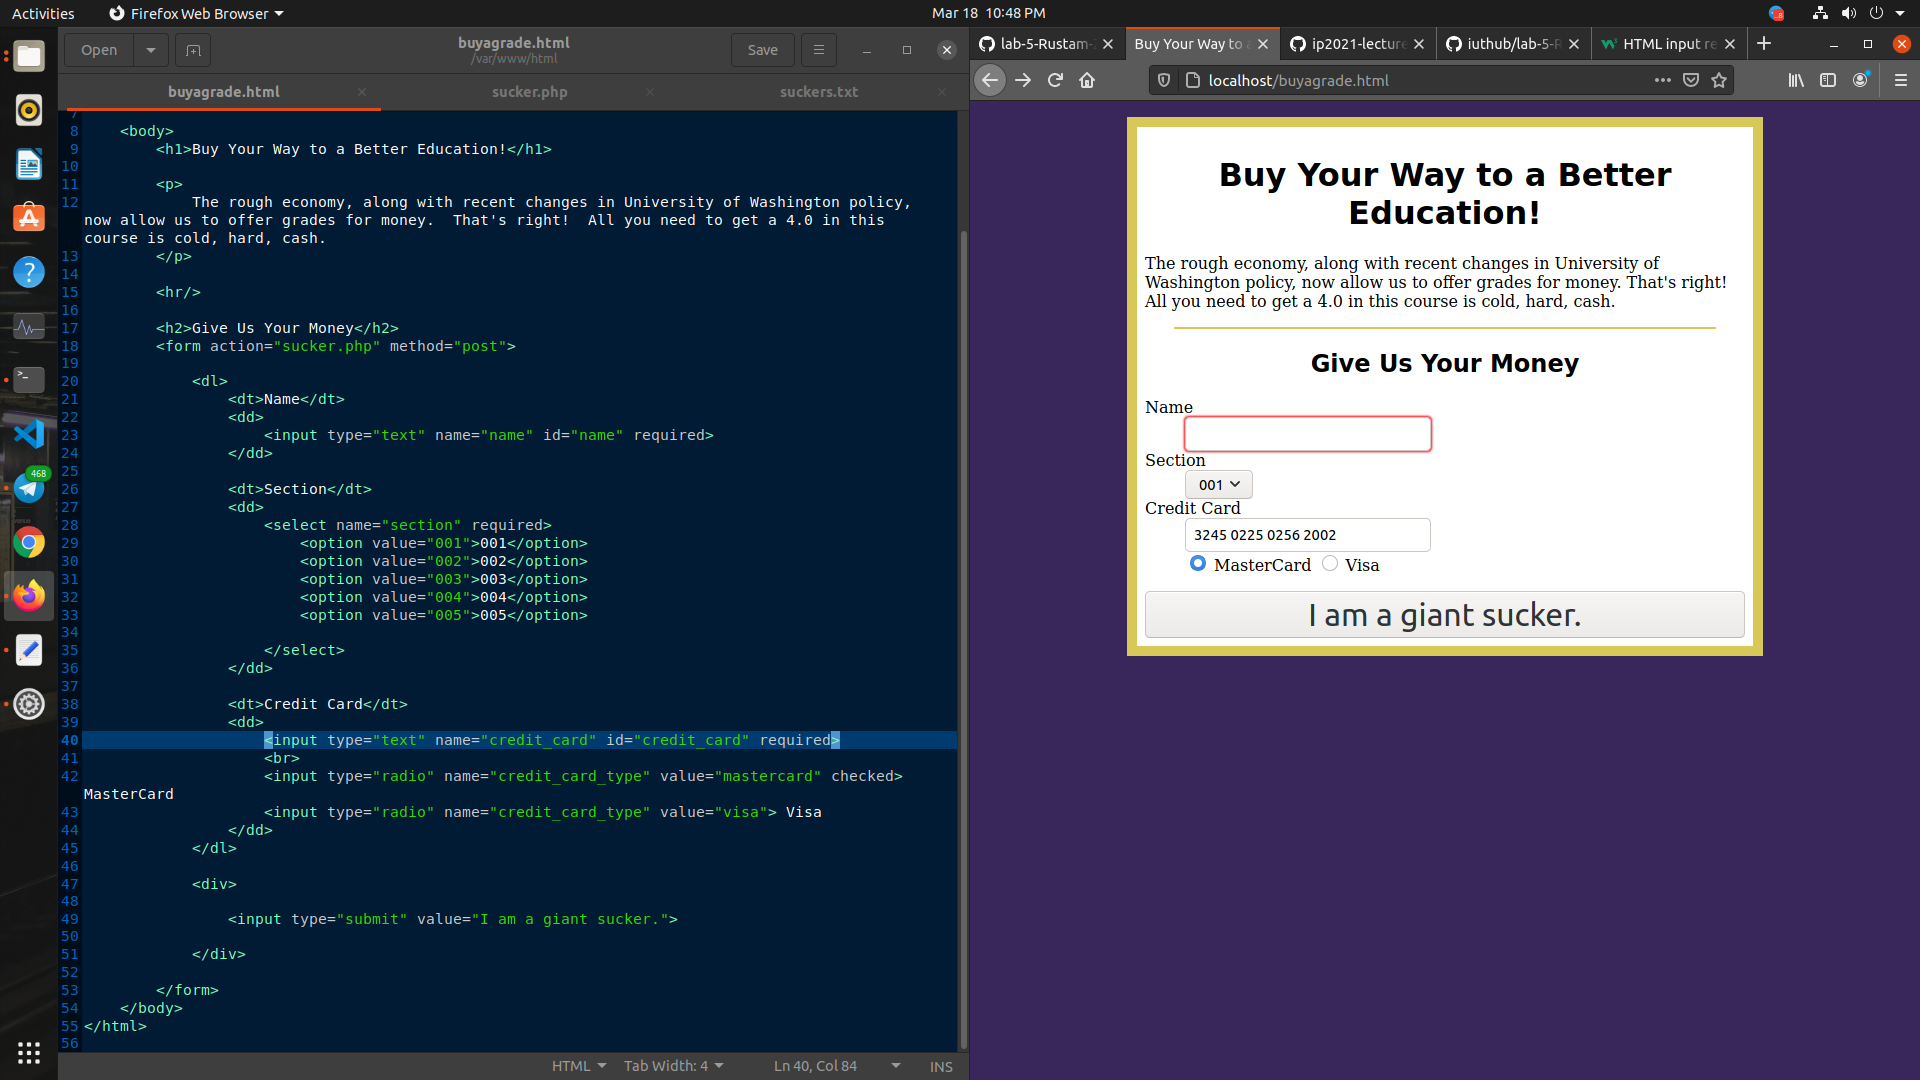 Activities
Firefox Web Browser
Mar 18  10:48 PM
Open
buyagrade.html
/var/www/html
Save
buyagrade.html
sucker.php
suckers.txt
7
8     <body>
9         <h1>Buy Your Way to a Better Education!</h1>
10
11         <p>
12             The rough economy, along with recent changes in University of Washington policy,
now allow us to offer grades for money.  That's right!  All you need to get a 4.0 in this
course is cold, hard, cash.
13         </p>
14
15         <hr/>
16
17         <h2>Give Us Your Money</h2>
18         <form action="sucker.php" method="post">
19
20             <dl>
21                 <dt>Name</dt>
22                 <dd>
23                     <input type="text" name="name" id="name" required>
24                 </dd>
25
26                 <dt>Section</dt>
27                 <dd>
28                     <select name="section" required>
29                         <option value="001">001</option>
30                         <option value="002">002</option>
31                         <option value="003">003</option>
32                         <option value="004">004</option>
33                         <option value="005">005</option>
34
35                     </select>
36                 </dd>
37
38                 <dt>Credit Card</dt>
39                 <dd>
40                     <input type="text" name="credit_card" id="credit_card" required>
41                     <br>
42                     <input type="radio" name="credit_card_type" value="mastercard" checked>
MasterCard
43                     <input type="radio" name="credit_card_type" value="visa"> Visa
44                 </dd>
45             </dl>
46
47             <div>
48
49                 <input type="submit" value="I am a giant sucker.">
50
51             </div>
52
53         </form>
54     </body>
55 </html>
56
HTML
Tab Width: 4
Ln 40, Col 84
INS
468
lab-5-Rustam-
Buy Your Way to a
ip2021-lecture
iuthub/lab-5-R
HTML input re
localhost/buyagrade.html
Buy Your Way to a Better
Education!
The rough economy, along with recent changes in University of
Washington policy, now allow us to offer grades for money. That's right!
All you need to get a 4.0 in this course is cold, hard, cash.
Give Us Your Money
Name
Section
001
Credit Card
3245 0225 0256 2002
MasterCard
Visa
I am a giant sucker.